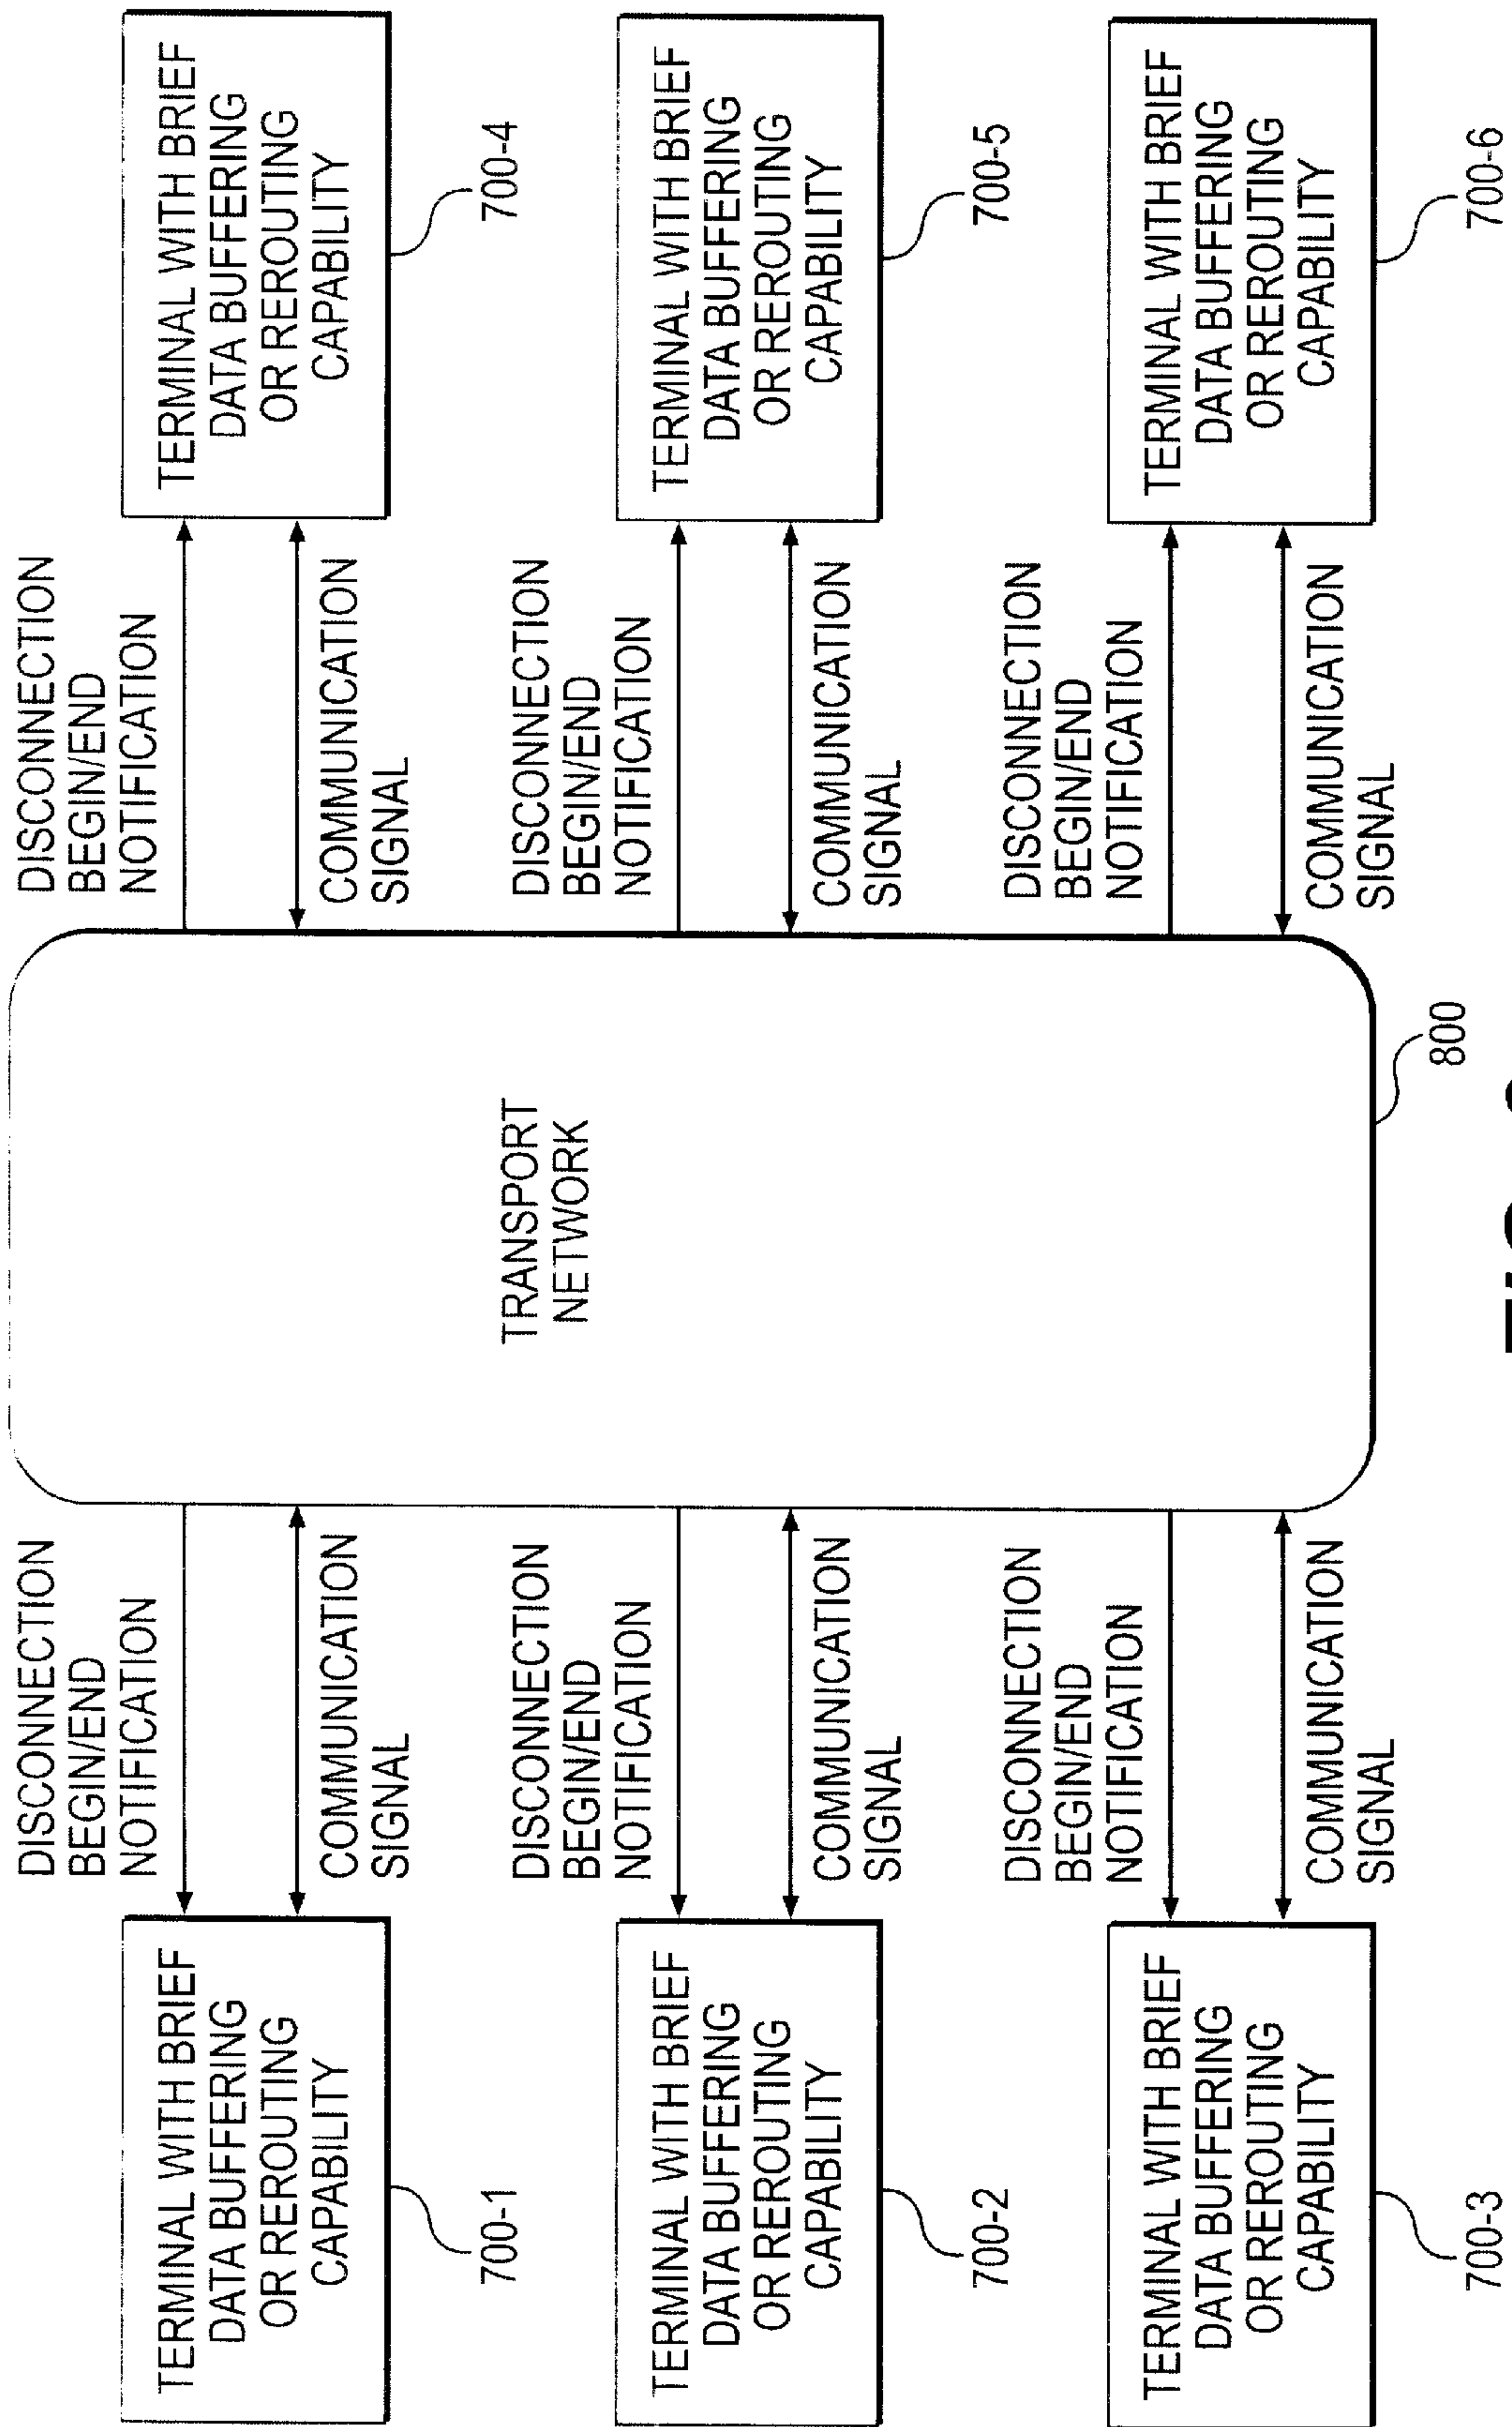 DISCONNECTION
BEGIN/END
NOTIFICATION
DISCONNECTION
BEGIN/END
NOTIFICATION
TERMINAL WITH BRIEF
DATA BUFFERING
OR REROUTING
CAPABILITY
TERMINAL WITH BRIEF
DATA BUFFERING
OR REROUTING
CAPABILITY
COMMUNICATION
SIGNAL
COMMUNICATION
SIGNAL
700-1
700-4
TRANSPORT
NETWORK
DISCONNECTION
BEGIN/END
NOTIFICATION
DISCONNECTION
BEGIN/END
NOTIFICATION
TERMINAL WITH BRIEF
DATA BUFFERING
OR REROUTING
CAPABILITY
TERMINAL WITH BRIEF
DATA BUFFERING
OR REROUTING
CAPABILITY
COMMUNICATION
SIGNAL
COMMUNICATION
SIGNAL
700-2
700-5
DISCONNECTION
BEGIN/END
NOTIFICATION
DISCONNECTION
BEGIN/END
NOTIFICATION
TERMINAL WITH BRIEF
DATA BUFFERING
OR REROUTING
CAPABILITY
TERMINAL WITH BRIEF
DATA BUFFERING
OR REROUTING
CAPABILITY
COMMUNICATION
SIGNAL
COMMUNICATION
SIGNAL
700-3
800
700-6